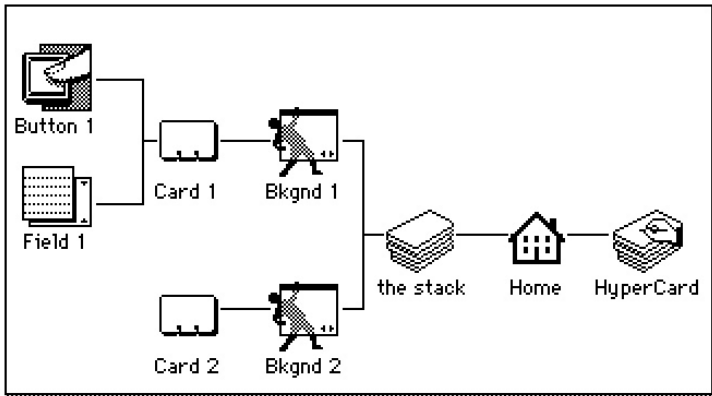 Button 1
Field 1
Card 1
Bkgnd 1
the stack
Home
HyperCard
Card 2
Bkgnd 2